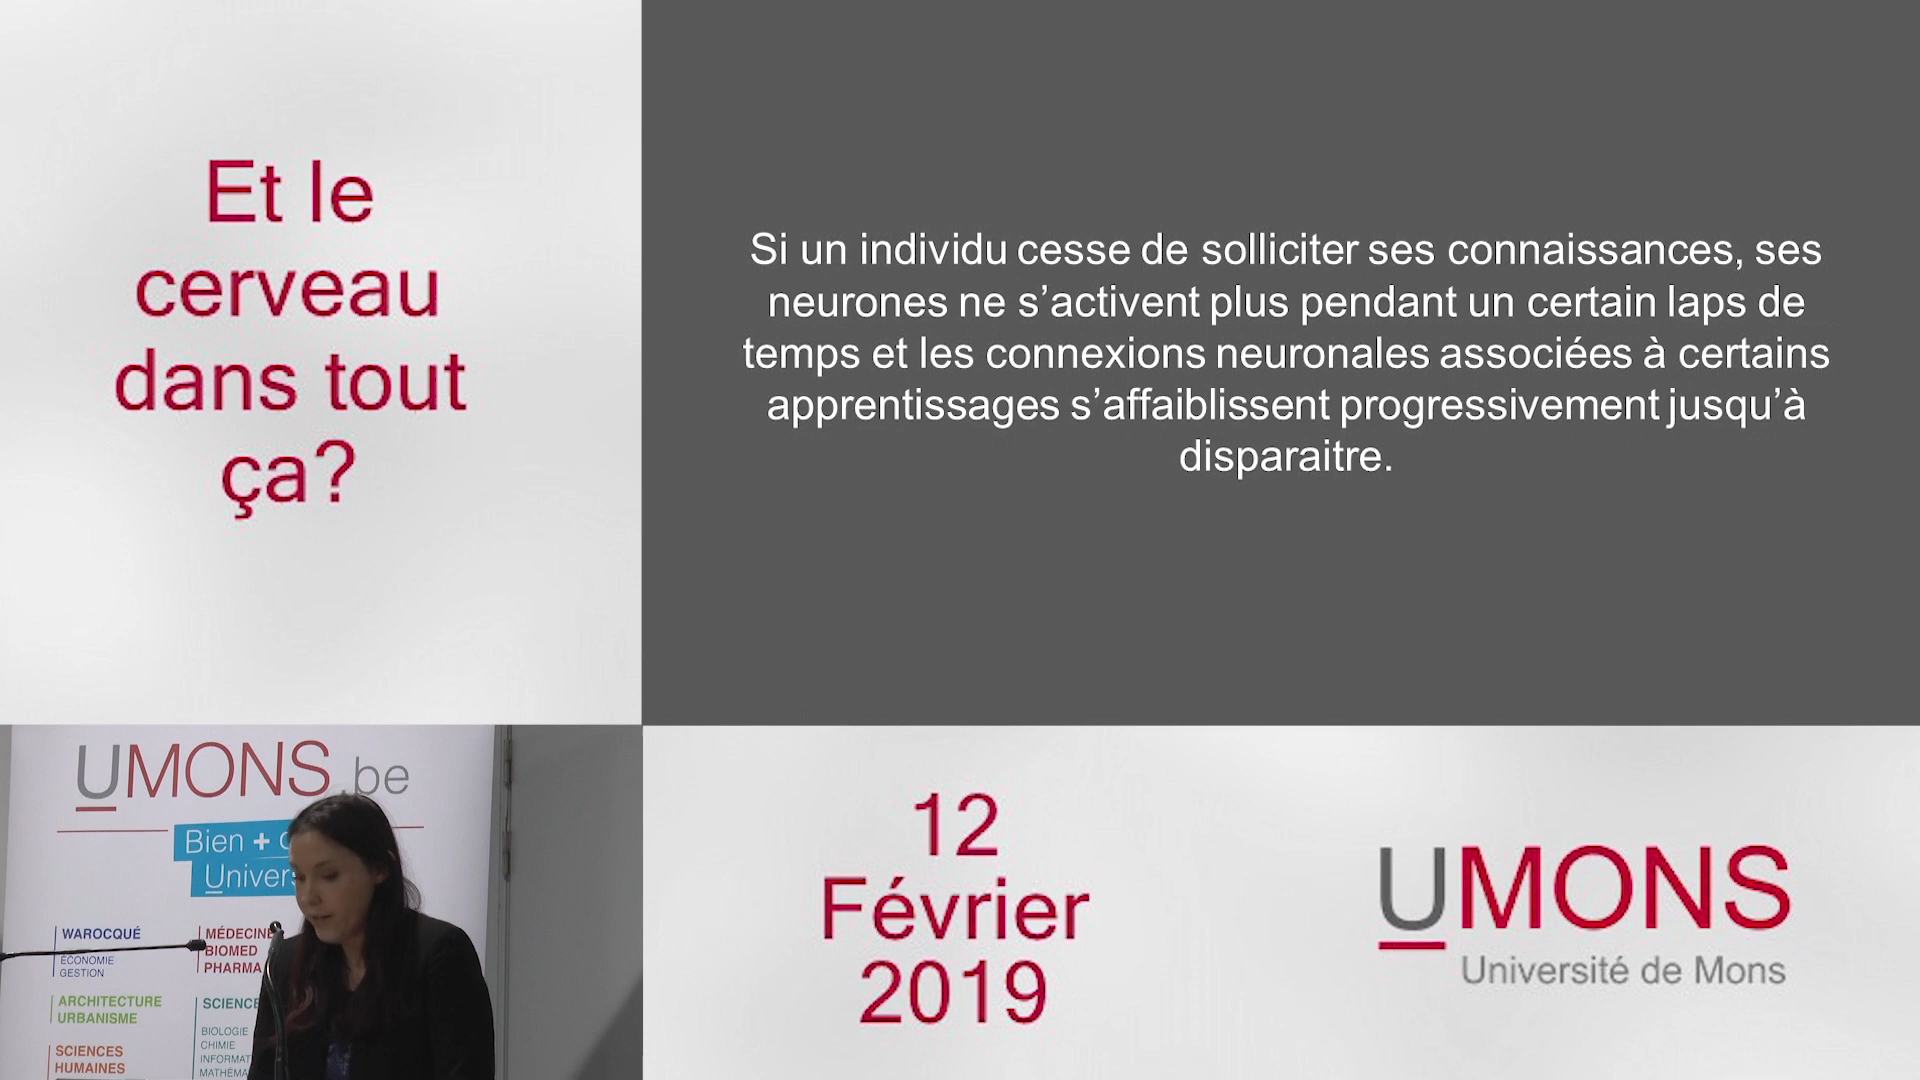 Et le
cerveau
dans tout
ça?
Si un individu cesse de solliciter ses connaissances, ses
neurones ne s’activent plus pendant un certain laps de
temps et les connexions neuronales associées à certains
apprentissages s’affaiblissent progressivement jusqu’à
disparaitre.
UMONS.be
Bien +
Univers
WAROCQUÉ
ÉCONOMIE
GESTION
ARCHITECTURE
URBANISME
SCIENCES
HUMAINES
MÉDECINE
BIOMED
PHARMA
SCIENCE
BIOLOGIE
CHIMIE
INFORMAT
MATHÉMA
12
Février
2019
UMONS
Université de Mons